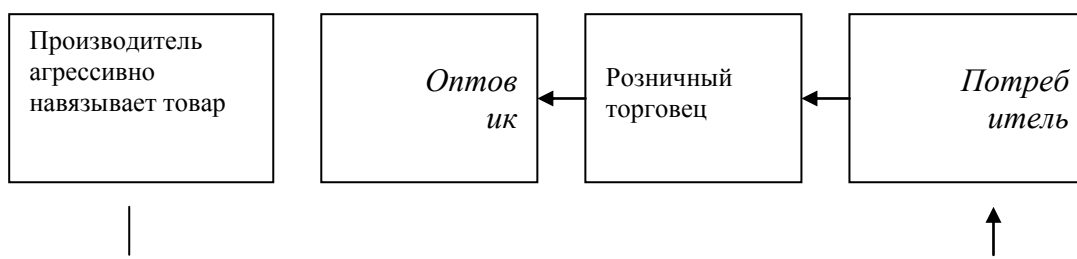 Производитель
агрессивно
навязывает товар
Оптов
ик
Розничный
торговец
Потреб
итель